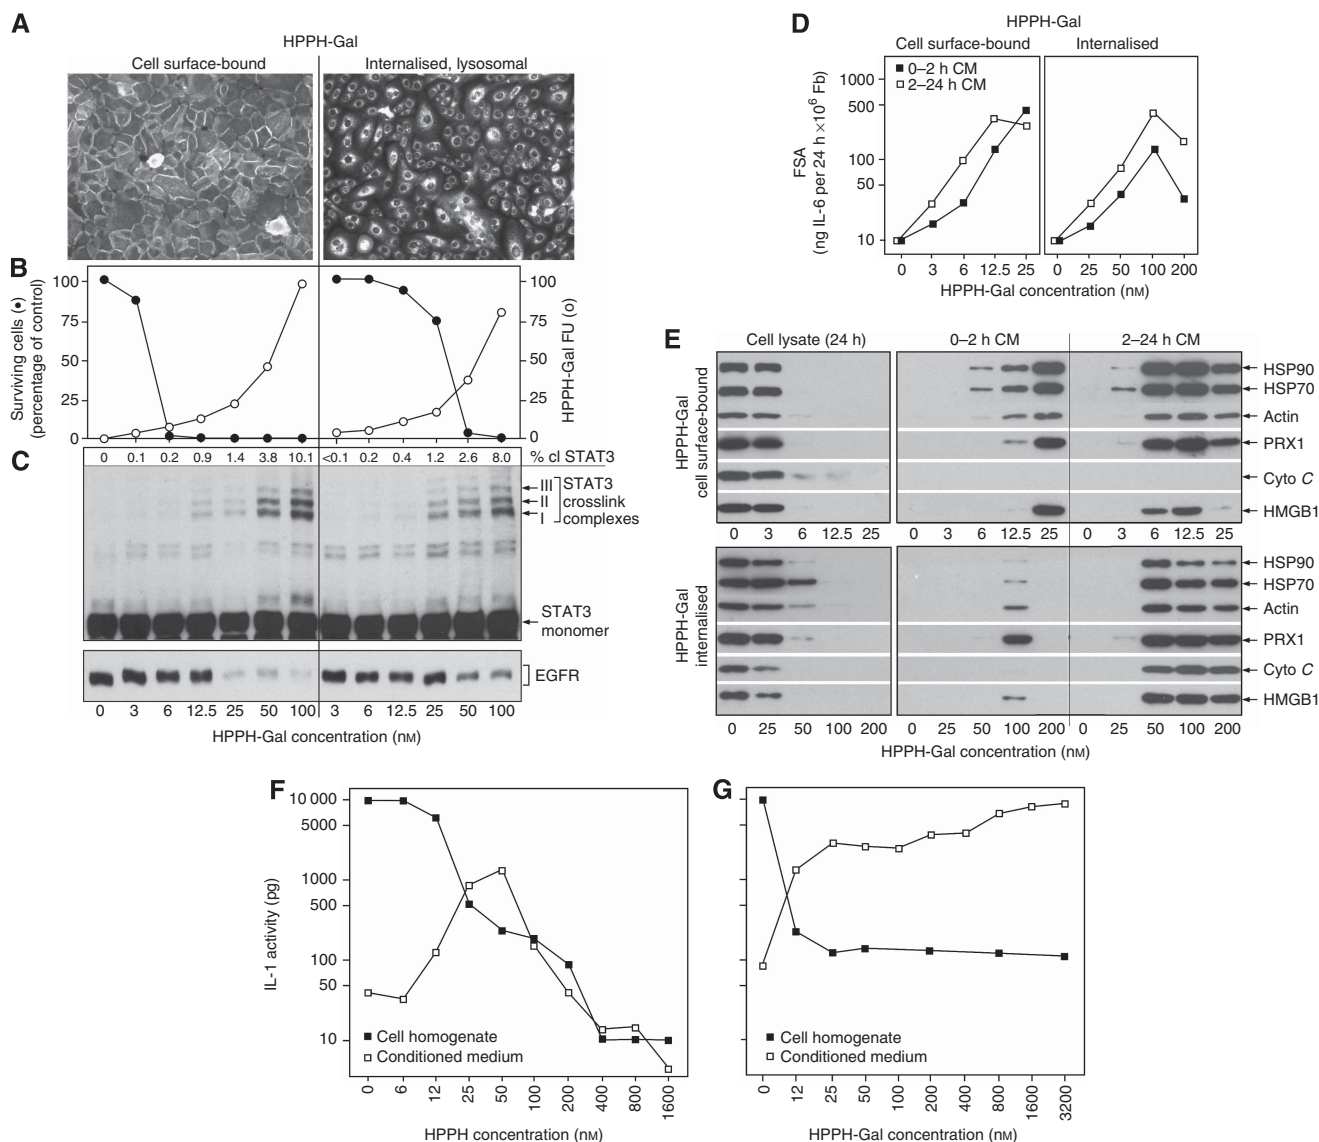 A
HPPH-Gal
Cell surface-bound
Internalised, lysosomal
B
Surviving cells (●)
(percentage of control)
100
75
50
25
0
100
75
50
25
0
HPPH-Gal FU (o)
C
0 0.1 0.2 0.9 1.4 3.8 10.1 <0.1 0.2 0.4 1.2 2.6 8.0 % cl STAT3
III STAT3
II crosslink
I complexes
STAT3
monomer
EGFR
0 3 6 12.5 25 50 100 3 6 12.5 25 50 100
HPPH-Gal concentration (nM)
D
HPPH-Gal
Cell surface-bound
Internalised
■ 0–2 h CM
□ 2–24 h CM
FSA
(ng IL-6 per 24 h ×10⁶ Fb)
1000
500
100
50
10
0 3 6 12.5 25 0 25 50 100 200
HPPH-Gal concentration (nM)
E
Cell lysate (24 h) 0–2 h CM 2–24 h CM
HPPH-Gal
cell surface-bound
HSP90
HSP70
Actin
PRX1
Cyto C
HMGB1
0 3 6 12.5 25 0 3 6 12.5 25 0 3 6 12.5 25
HPPH-Gal
internalised
HSP90
HSP70
Actin
PRX1
Cyto C
HMGB1
0 25 50 100 200 0 25 50 100 200 0 25 50 100 200
HPPH-Gal concentration (nM)
F
IL-1 activity (pg)
10 000
5000
1000
500
100
50
10
■ Cell homogenate
□ Conditioned medium
0 6 12 25 50 100 200 400 800 1600
HPPH concentration (nM)
G
■ Cell homogenate
□ Conditioned medium
0 12 25 50 100 200 400 800 1600 3200
HPPH-Gal concentration (nM)